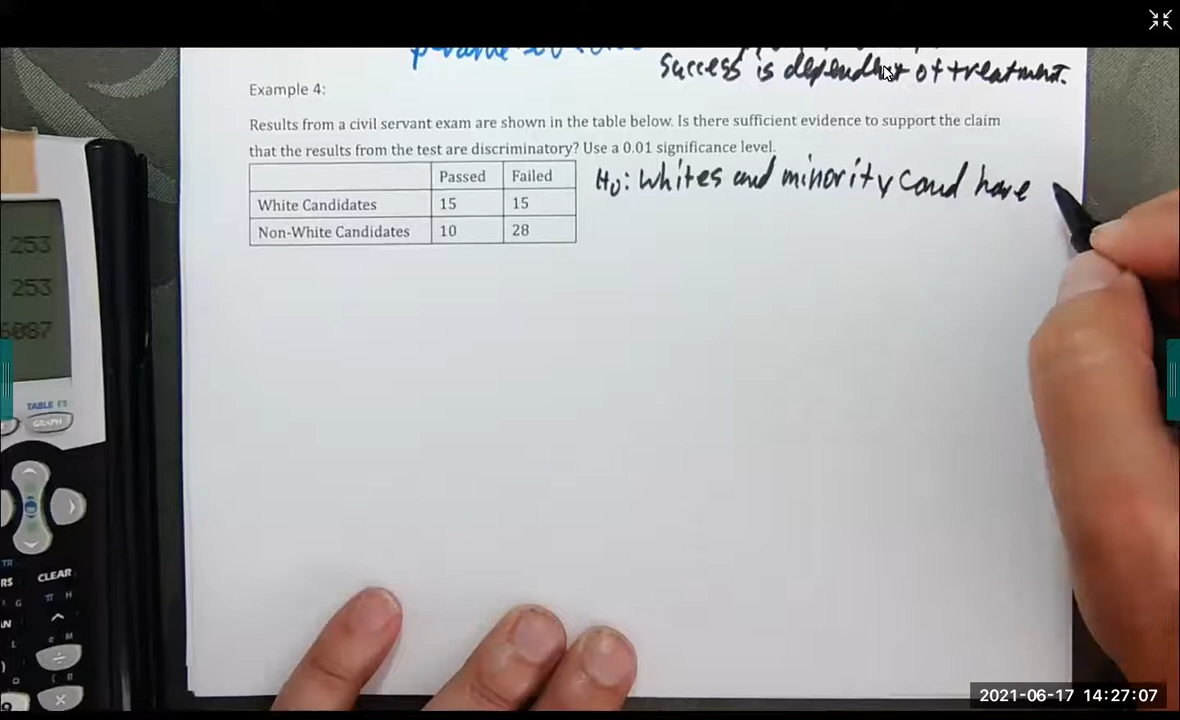 success is dependent of treatment.
Example 4:
Results from a civil servant exam are shown in the table below. Is there sufficient evidence to support the claim
that the results from the test are discriminatory? Use a 0.01 significance level.
Passed Failed
White Candidates 15 15
Non-White Candidates 10 28
H₀: Whites and minority cand have
253
253
6087
TABLE F5
GRAPH
CLEAR
2021-06-17 14:27:07